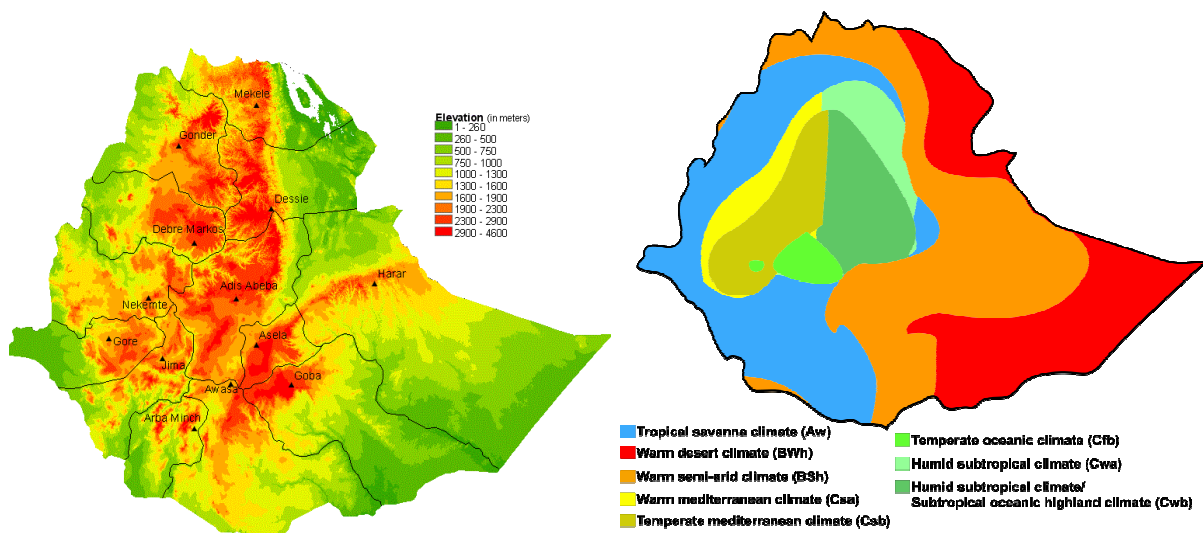 Mekele
Gonder
Dessie
Debre Markos
Harar
Adis Abeba
Nekemte
Gore
Asela
Jima
Goba
Awasa
Arba Minch
Elevation (in meters)
1 - 260
260 - 500
500 - 750
750 - 1000
1000 - 1300
1300 - 1600
1600 - 1900
1900 - 2300
2300 - 2900
2900 - 4600
Tropical savanna climate (Aw)
Warm desert climate (BWh)
Warm semi-arid climate (BSh)
Warm mediterranean climate (Csa)
Temperate mediterranean climate (Csb)
Temperate oceanic climate (Cfb)
Humid subtropical climate (Cwa)
Humid subtropical climate/
Subtropical oceanic highland climate (Cwb)